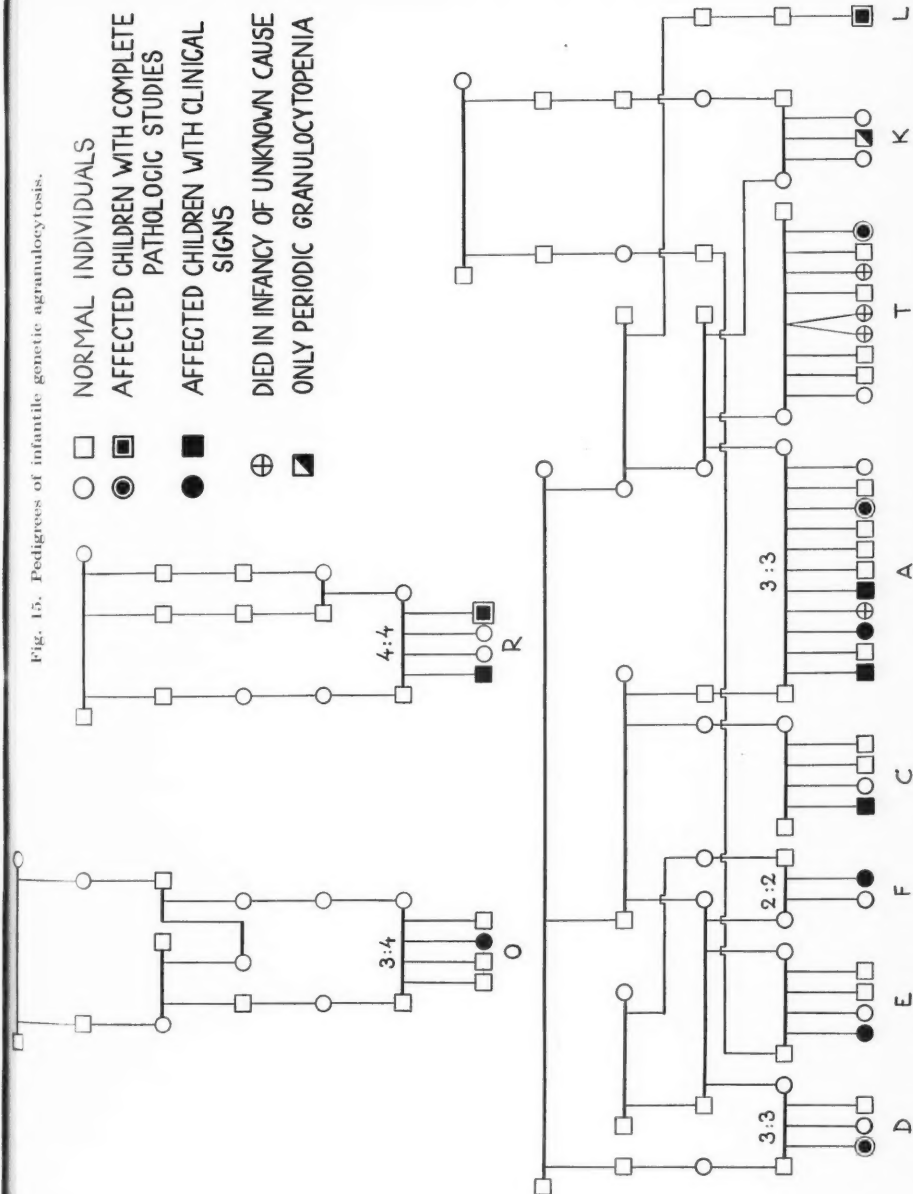 Fig. 15. Pedigrees of infantile genetic agranulocytosis.
NORMAL INDIVIDUALS
AFFECTED CHILDREN WITH COMPLETE
PATHOLOGIC STUDIES
AFFECTED CHILDREN WITH CLINICAL
SIGNS
DIED IN INFANCY OF UNKNOWN CAUSE
ONLY PERIODIC GRANULOCYTOPENIA
3:4
4:4
O
R
3:3
2:2
3:3
D
E
F
C
A
T
K
L